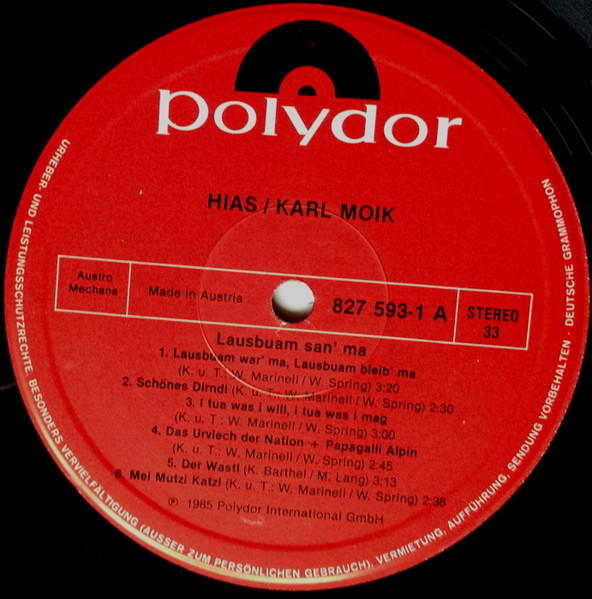 polydor
HIAS / KARL MOIK
Austro
Mechana
Made in Austria
827 593-1 A
STEREO
33
Lausbuam san' ma
1. Lausbuam war' ma, Lausbuam bleib' ma
(K. u. T.: W. Marinell / W. Spring) 3:20
2. Schönes Dirndl (K. u. T.: W. Marinell / W. Spring) 2:30
3. I tua was i will, i tua was i mag
(K. u. T.: W. Marinell / W. Spring) 3:00
4. Das Urviech der Nation + Papagalli Alpin
(K. u. T.: W. Marinell / W. Spring) 2:45
5. Der Wastl (K. Barthel / M. Lang) 3:13
6. Mei Mutzi Katzl (K. u. T.: W. Marinell / W. Spring) 2:38
℗ 1985 Polydor International GmbH
URHEBER- UND LEISTUNGSSCHUTZRECHTE. BESONDERS VERVIELFÄLTIGUNG (AUSSER ZUM PERSÖNLICHEN GEBRAUCH), VERMIETUNG, AUFFÜHRUNG, SENDUNG VORBEHALTEN · DEUTSCHE GRAMMOPHON